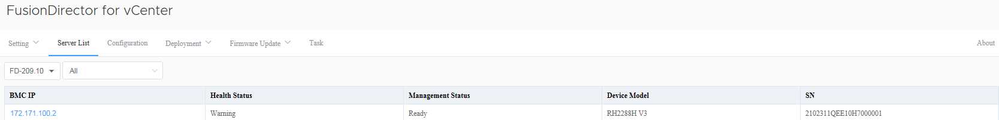 FusionDirector for vCenter
Setting Server List Configuration Deployment Firmware Update Task About
FD-209.10 All
BMC IP Health Status Management Status Device Model SN
172.171.100.2 Warning Ready RH2288H V3 2102311QEE10H7000001